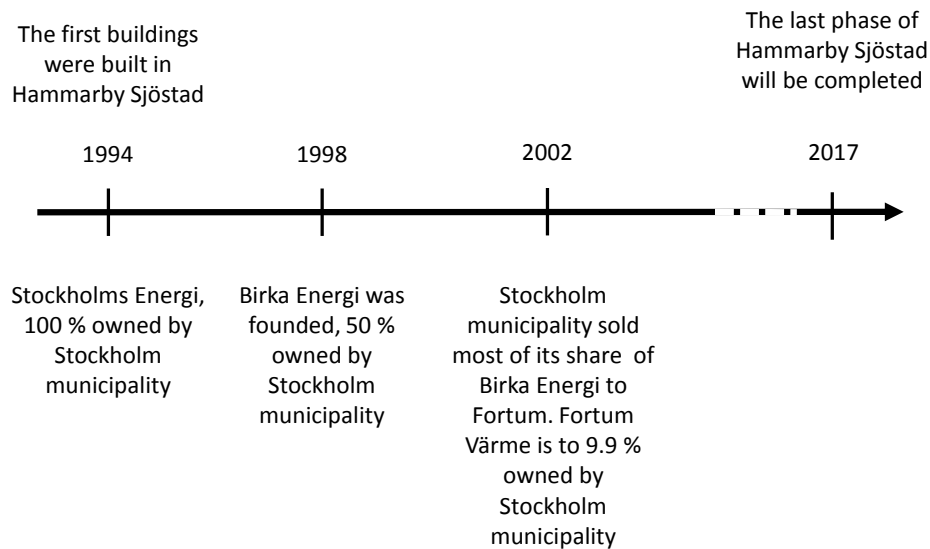 The first buildings
were built in
Hammarby Sjöstad
The last phase of
Hammarby Sjöstad
will be completed
1994
1998
2002
2017
Stockholms Energi,
100 % owned by
Stockholm
municipality
Birka Energi was
founded, 50 %
owned by
Stockholm
municipality
Stockholm
municipality sold
most of its share of
Birka Energi to
Fortum. Fortum
Värme is to 9.9 %
owned by
Stockholm
municipality